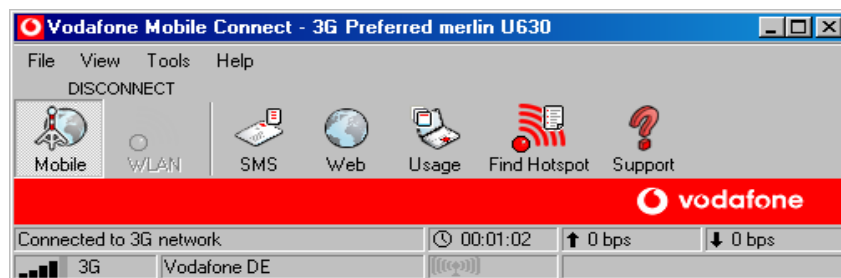 Vodafone Mobile Connect - 3G Preferred merlin U630
File View Tools Help
DISCONNECT
Mobile WLAN SMS Web Usage Find Hotspot Support
vodafone
Connected to 3G network 00:01:02 0 bps 0 bps
3G Vodafone DE